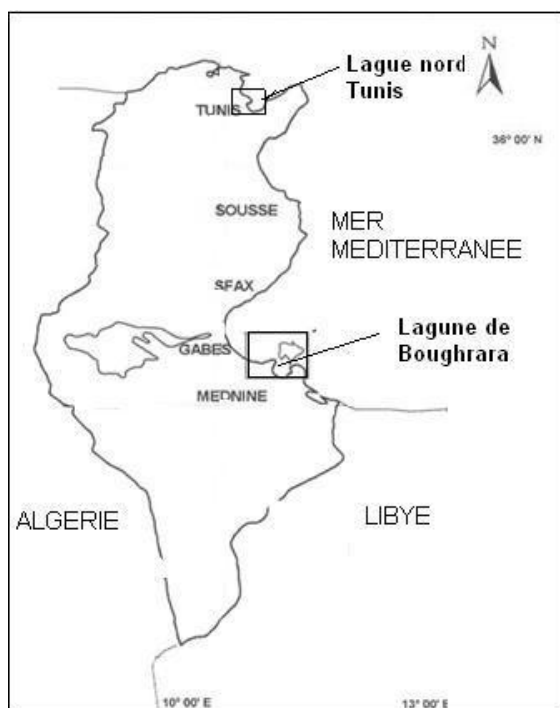 N
Lague nord
Tunis
TUNIS
36° 00' N
SOUSSE
MER
MEDITERRANEE
SFAX
Lagune de
Boughrara
GABES
MEDNINE
ALGERIE
LIBYE
10° 00' E
13° 00' E